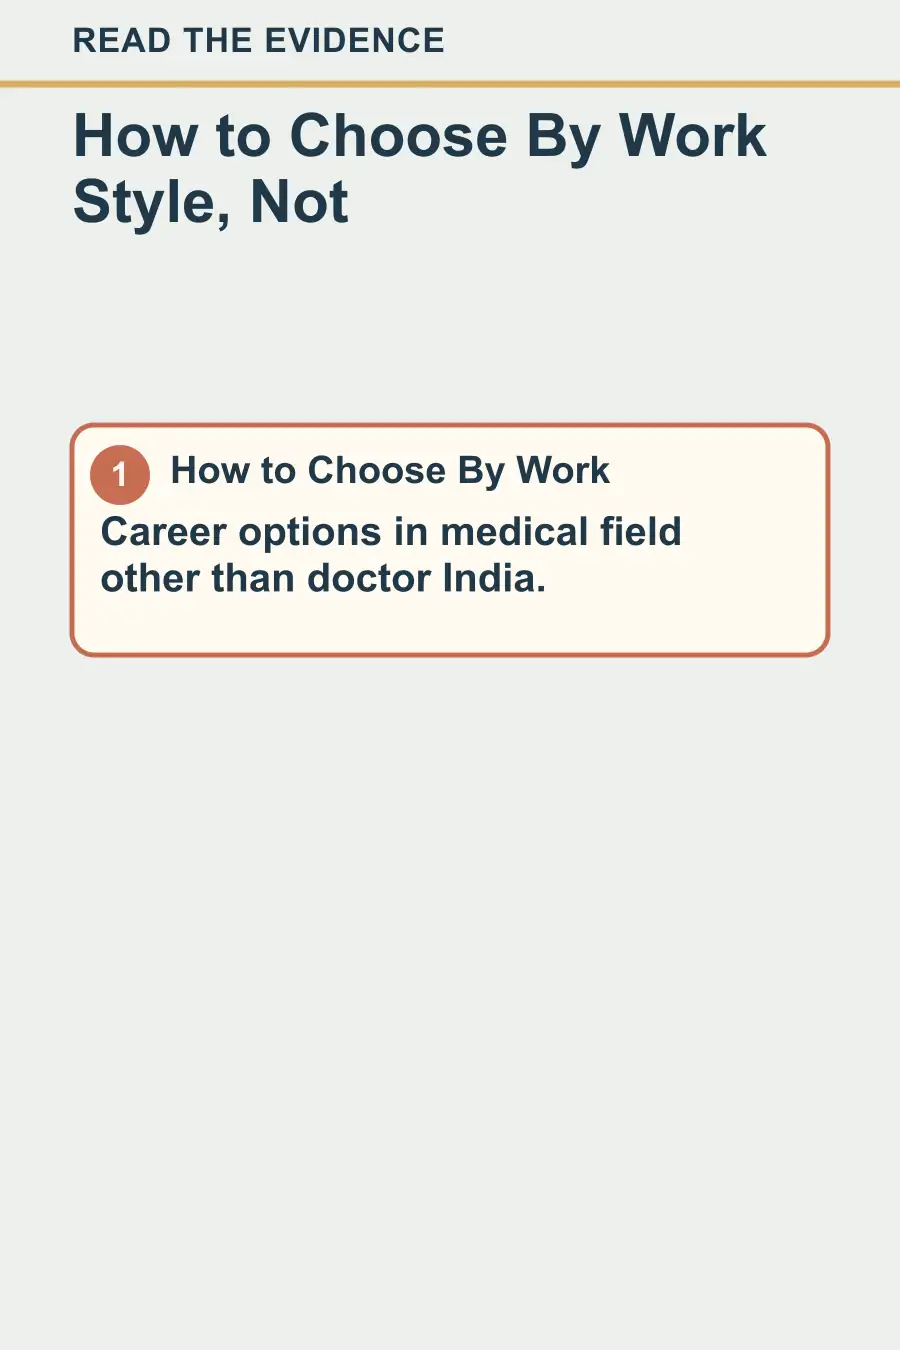 READ THE EVIDENCE
How to Choose By Work
Style, Not
1 How to Choose By Work
Career options in medical field
other than doctor India.